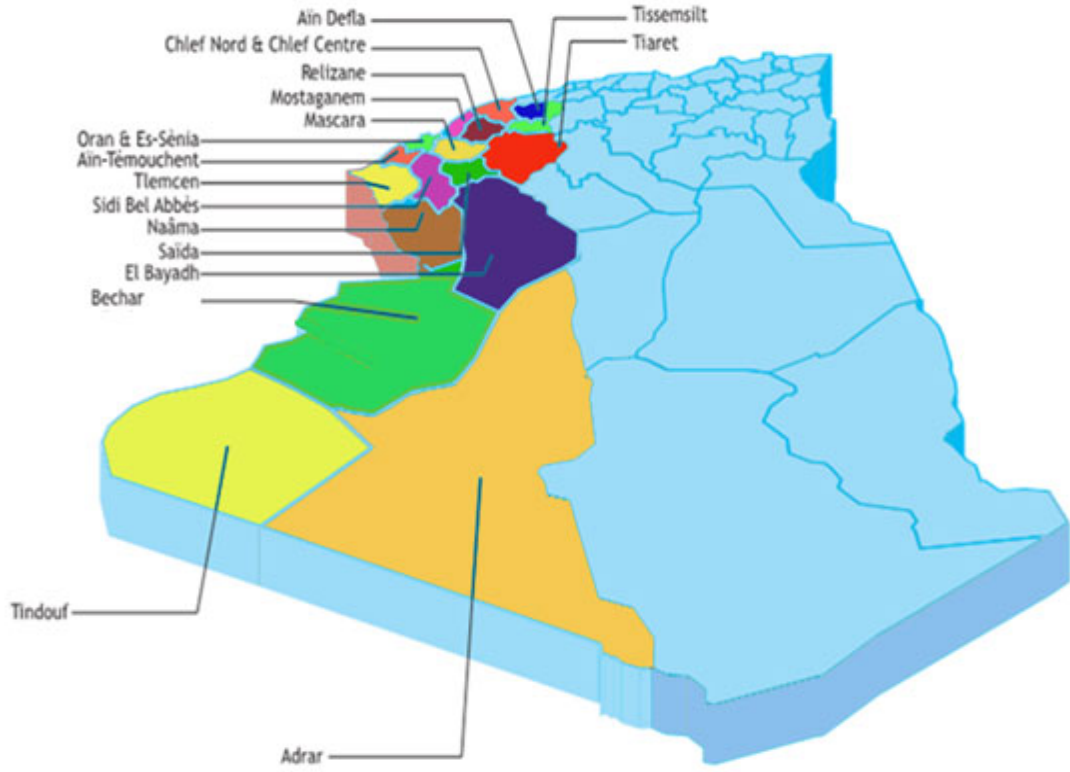 Aïn Defla
Tissemsilt
Chlef Nord & Chlef Centre
Tiaret
Relizane
Mostaganem
Mascara
Oran & Es-Sènia
Aïn-Témouchent
Tlemcen
Sidi Bel Abbès
Naâma
Saïda
El Bayadh
Bechar
Tindouf
Adrar